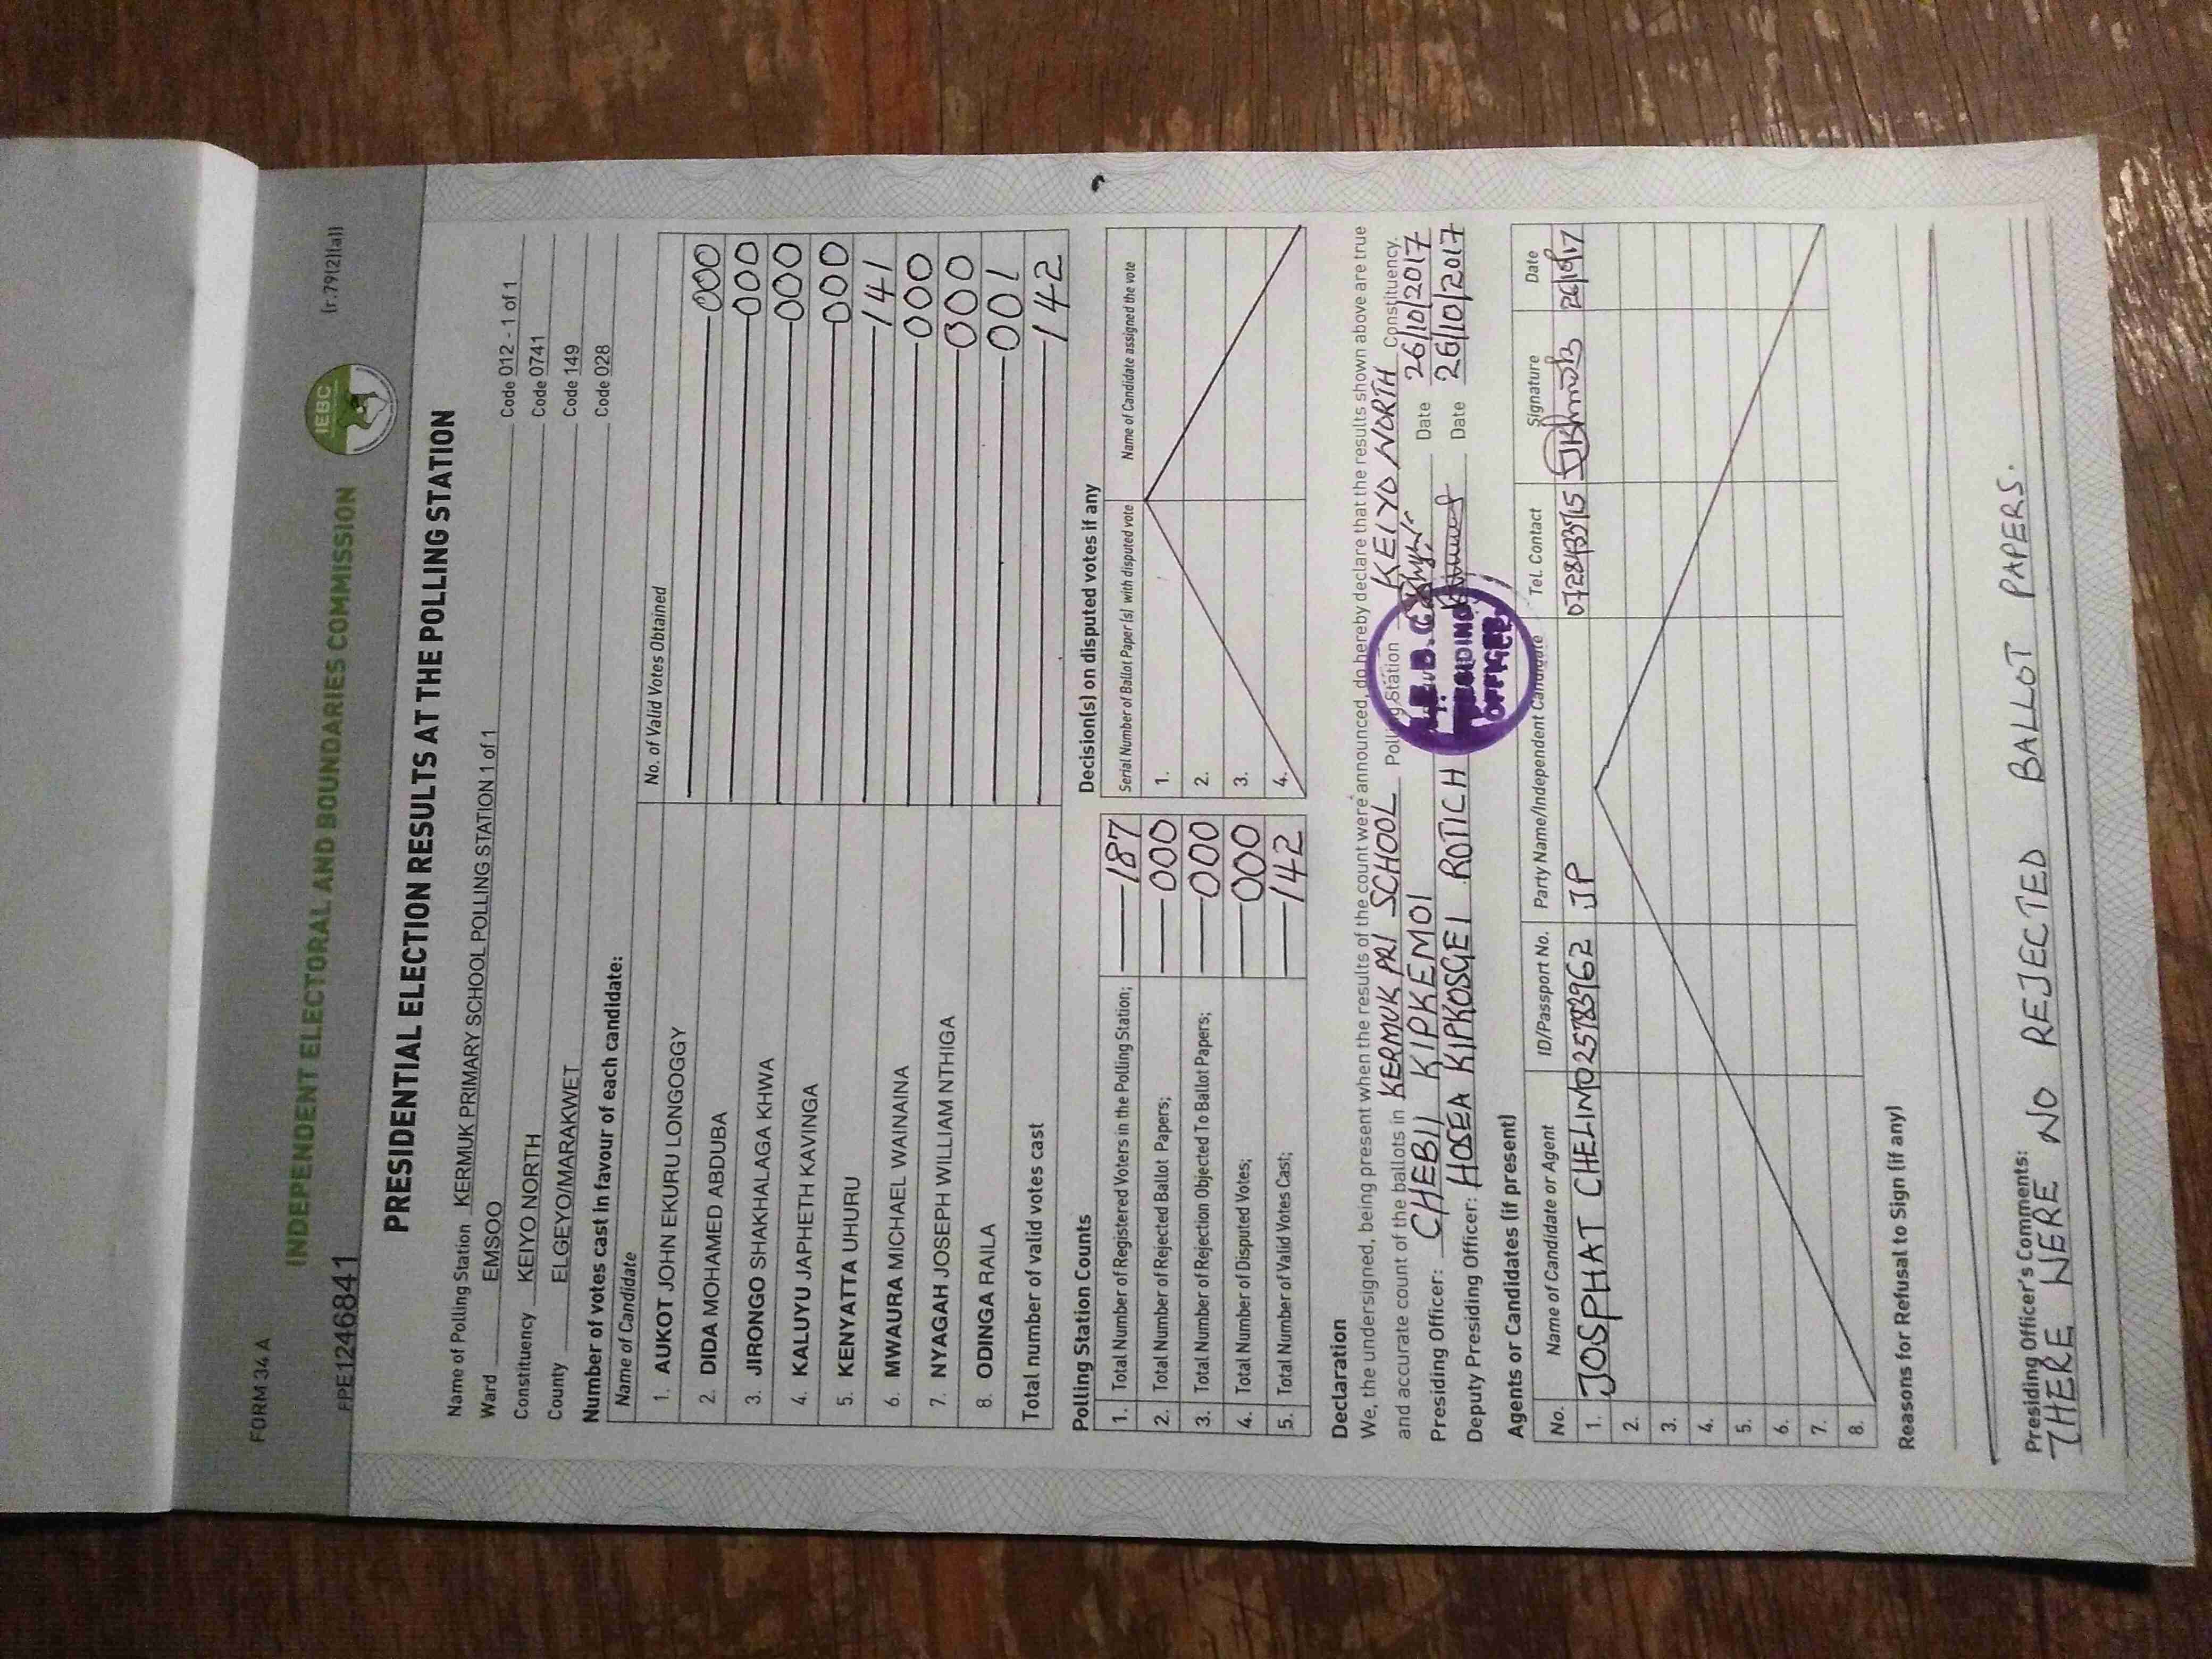 FORM 34 A
(r.79(2)(a))
INDEPENDENT ELECTORAL AND BOUNDARIES COMMISSION
IEBC
PPE1246841
PRESIDENTIAL ELECTION RESULTS AT THE POLLING STATION
Name of Polling Station KERMUK PRIMARY SCHOOL POLLING STATION 1 of 1 Code 012 - 1 of 1
Ward EMSOO Code 0741
Constituency KEIYO NORTH Code 149
County ELGEYO/MARAKWET Code 028
Number of votes cast in favour of each candidate:
Name of Candidate No. of Valid Votes Obtained
1. AUKOT JOHN EKURU LONGOGGY 000
2. DIDA MOHAMED ABDUBA 000
3. JIRONGO SHAKHALAGA KHWA 000
4. KALUYU JAPHETH KAVINGA 000
5. KENYATTA UHURU 141
6. MWAURA MICHAEL WAINAINA 000
7. NYAGAH JOSEPH WILLIAM NTHIGA 000
8. ODINGA RAILA 001
Total number of valid votes cast 142
Polling Station Counts
1. Total Number of Registered Voters in the Polling Station; 187
2. Total Number of Rejected Ballot Papers; 000
3. Total Number of Rejection Objected To Ballot Papers; 000
4. Total Number of Disputed Votes; 000
5. Total Number of Valid Votes Cast; 142
Decision(s) on disputed votes if any
Serial Number of Ballot Paper (s) with disputed vote Name of Candidate assigned the vote
1.
2.
3.
4.
Declaration
We, the undersigned, being present when the results of the count were announced, do hereby declare that the results shown above are true
and accurate count of the ballots in KERMUK PRI SCHOOL Polling Station KEIYO NORTH Constituency.
Presiding Officer: CHEBII KIPKEMOI Date 26/10/2017
Deputy Presiding Officer: HOSEA KIPKOSGEI ROTICH Date 26/10/2017
I.E.B.C
PRESIDING
OFFICER
Agents or Candidates (if present)
No. Name of Candidate or Agent ID/Passport No. Party Name/Independent Candidate Tel. Contact Signature Date
1. JOSPHAT CHELIMO 25783962 JP
2.
3.
4.
5.
6.
7.
8.
Reasons for Refusal to Sign (if any)
Presiding Officer's Comments:
THERE WERE NO REJECTED BALLOT PAPERS.